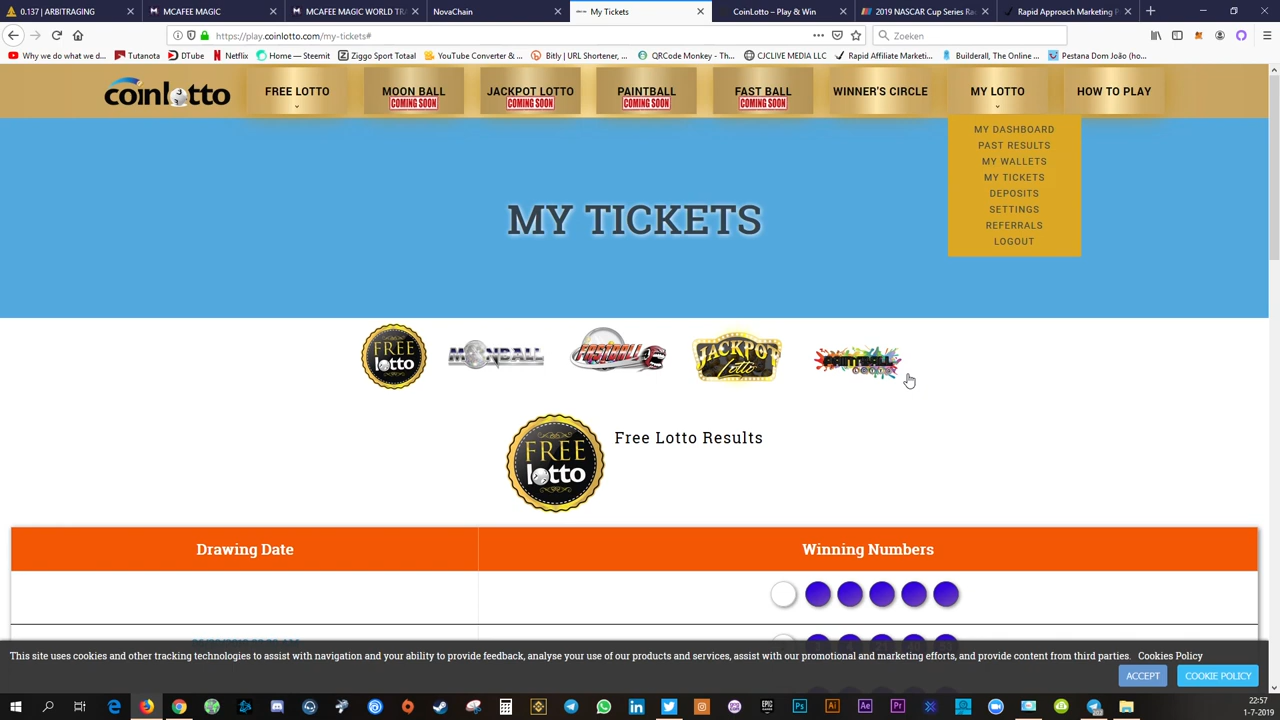 0.137 | ARBITRAGING
MCAFEE MAGIC
MCAFEE MAGIC WORLD TR
NovaChain
My Tickets
CoinLotto – Play & Win
2019 NASCAR Cup Series Ra
Rapid Approach Marketing P
https://play.coinlotto.com/my-tickets#
Zoeken
Why we do what we d...
Tutanota
DTube
Netflix
Home — Steemit
Ziggo Sport Totaal
YouTube Converter & ...
Bitly | URL Shortener, ...
QRCode Monkey - Th...
CJCLIVE MEDIA LLC
Rapid Affiliate Marketi...
Builderall, The Online ...
Pestana Dom João (ho...
coinlotto
FREE LOTTO
MOON BALL
COMING SOON
JACKPOT LOTTO
COMING SOON
PAINTBALL
COMING SOON
FAST BALL
COMING SOON
WINNER'S CIRCLE
MY LOTTO
HOW TO PLAY
MY DASHBOARD
PAST RESULTS
MY WALLETS
MY TICKETS
DEPOSITS
SETTINGS
REFERRALS
LOGOUT
MY TICKETS
FREE lotto
MOONBALL
FASTBALL
JACKPOT Lotto
PAINTBALL
FREE
lotto
Free Lotto Results
Drawing Date
Winning Numbers
This site uses cookies and other tracking technologies to assist with navigation and your ability to provide feedback, analyse your use of our products and services, assist with our promotional and marketing efforts, and provide content from third parties. Cookies Policy
ACCEPT
COOKIE POLICY
22:57
1-7-2019